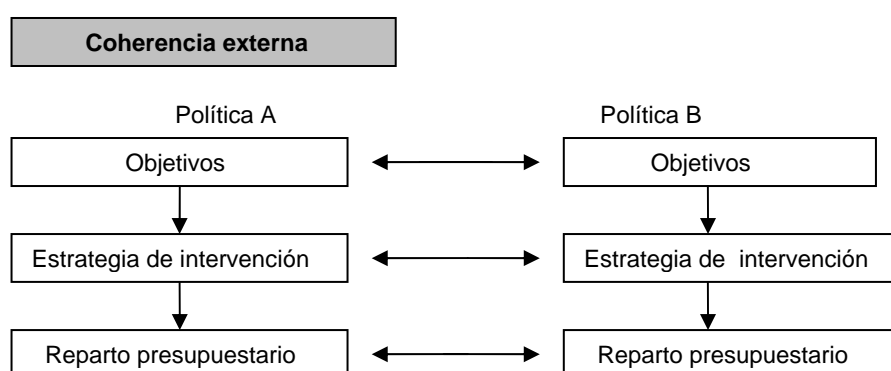 Coherencia externa
Política A
Política B
Objetivos
Objetivos
Estrategia de intervención
Estrategia de intervención
Reparto presupuestario
Reparto presupuestario